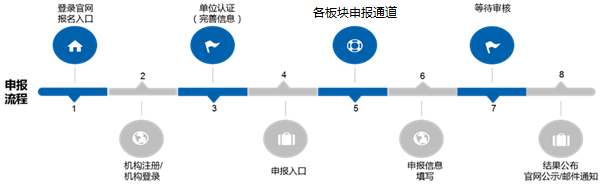 登录官网
报名入口
单位认证
（完善信息）
各板块申报通道
等待审核
申报
流程
1
2
3
4
5
6
7
8
机构注册/
机构登录
申报入口
申报信息
填写
结果公布
官网公示/邮件通知